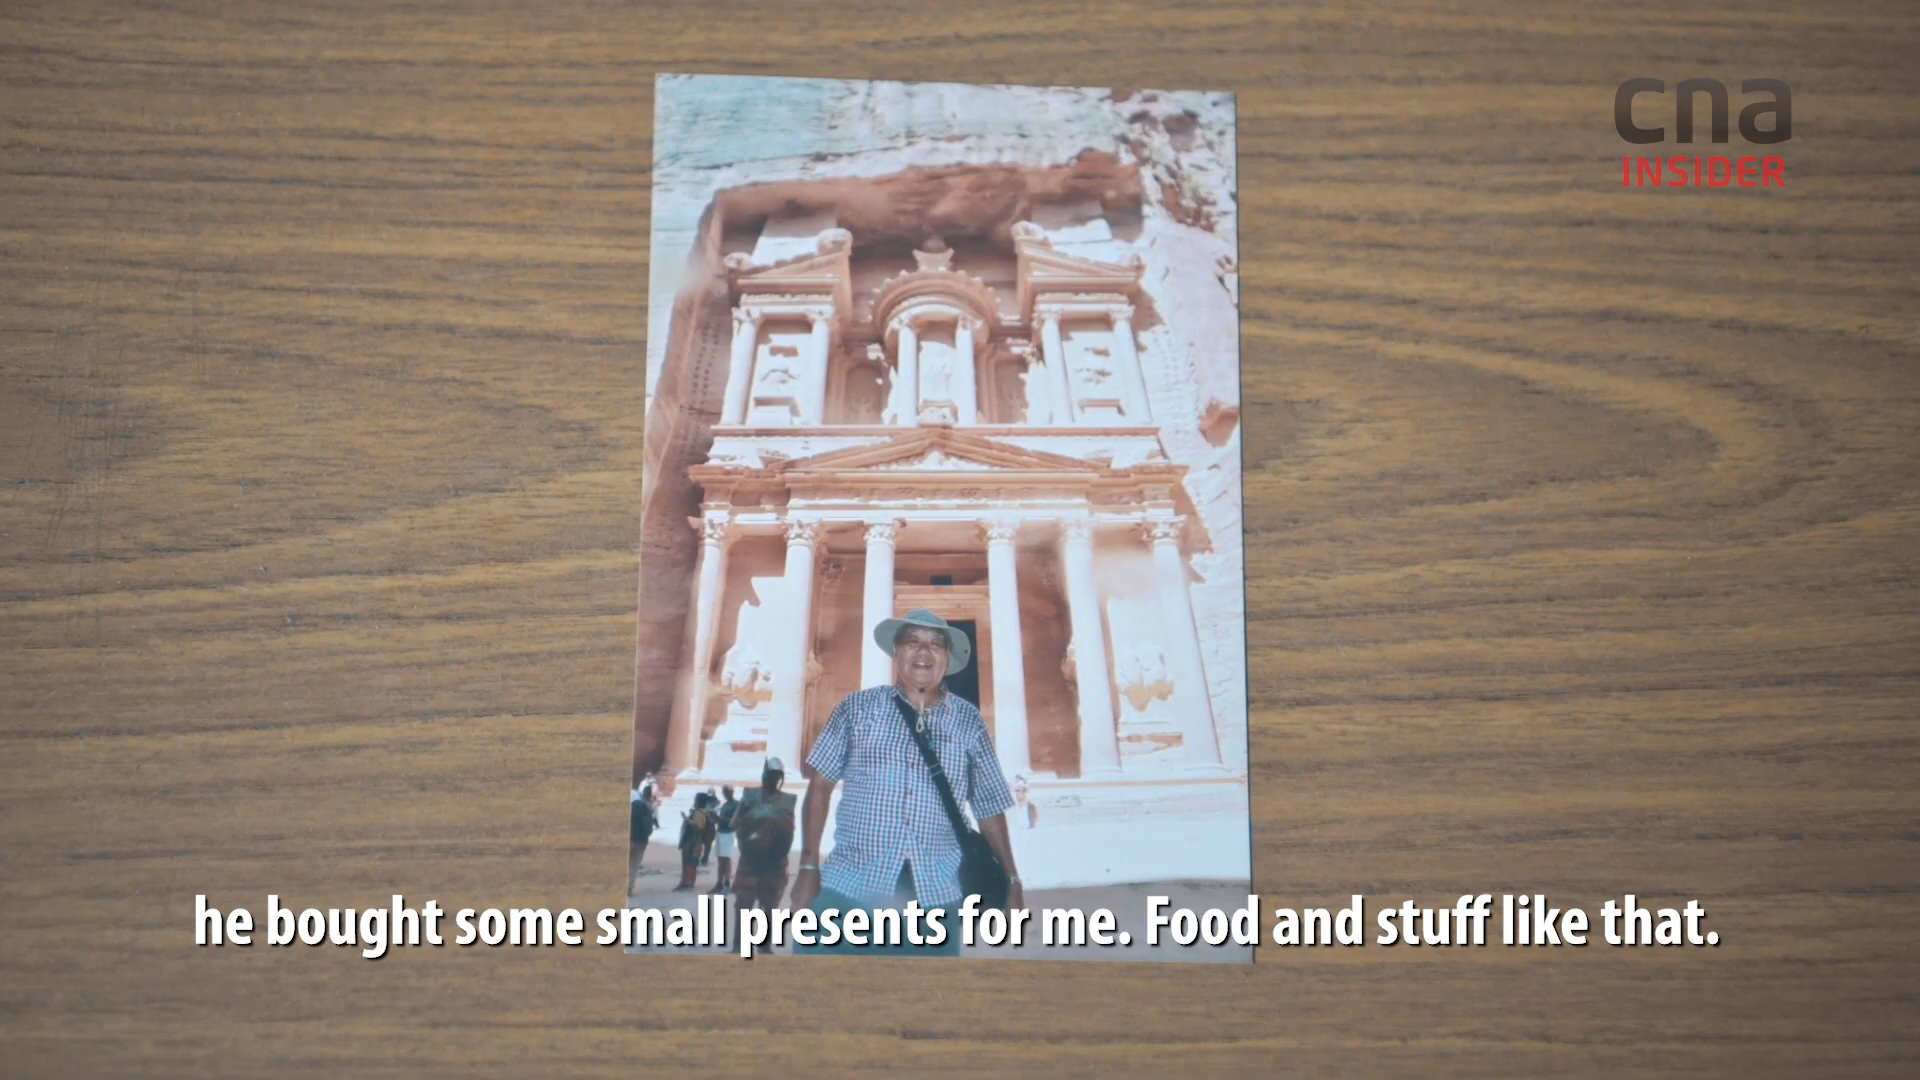 cna
INSIDER
he bought some small presents for me. Food and stuff like that.